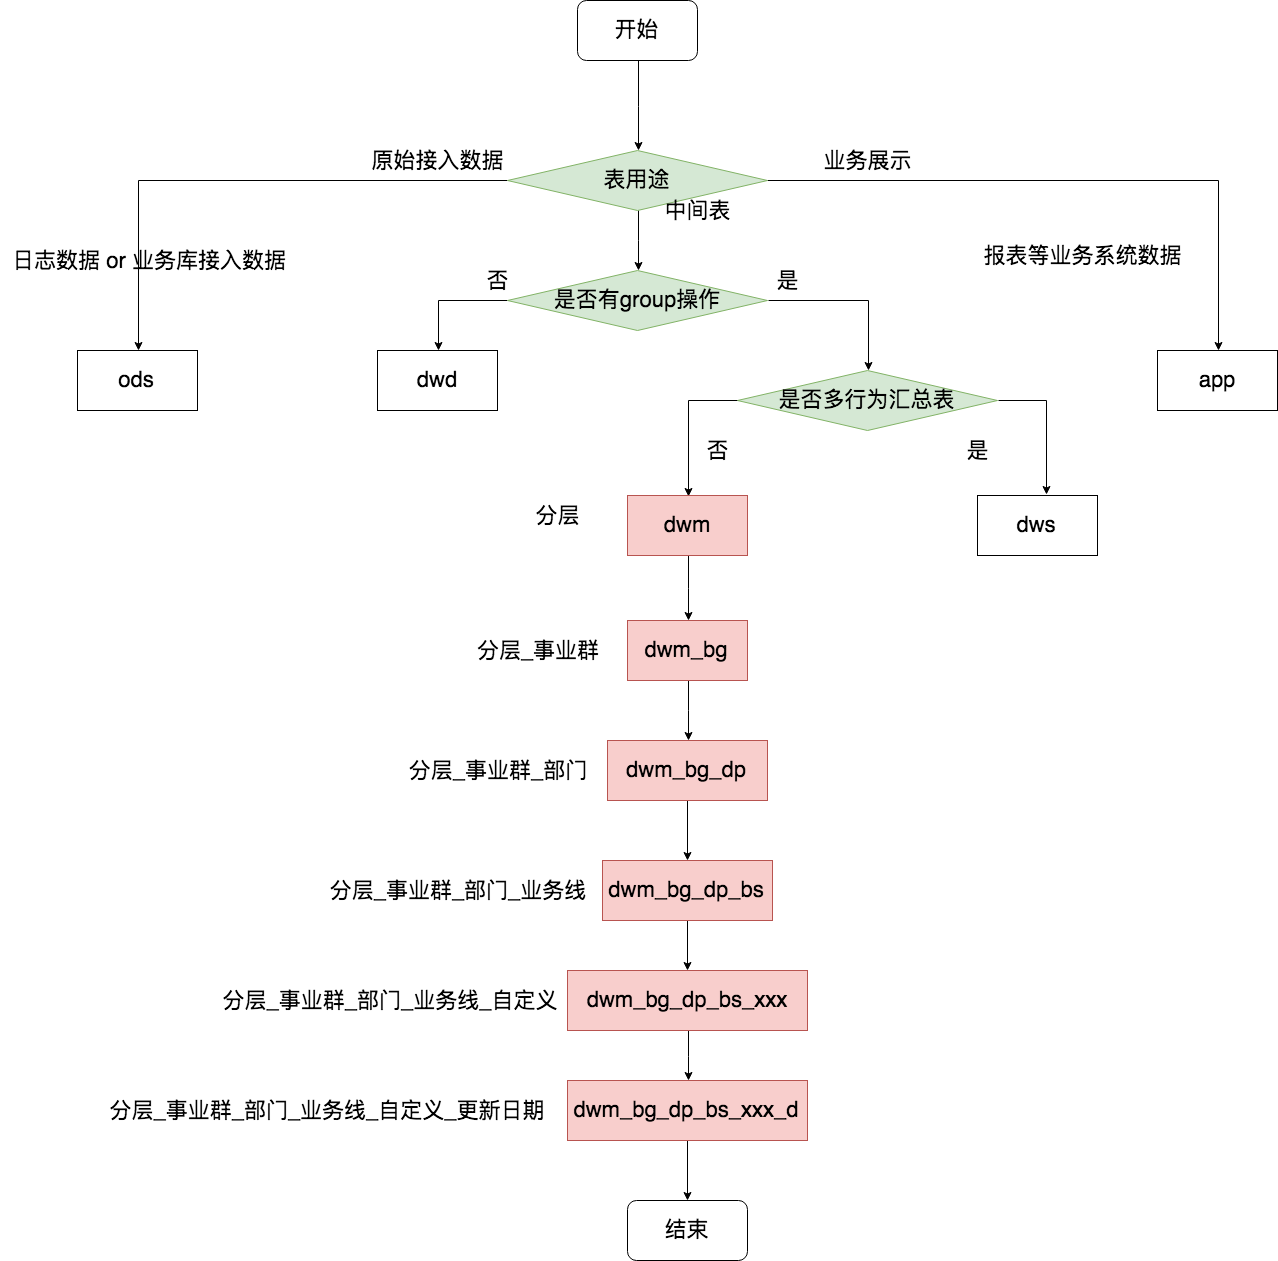 开始
原始接入数据
表用途
业务展示
中间表
日志数据 or 业务库接入数据
报表等业务系统数据
否
是否有group操作
是
ods
dwd
是否多行为汇总表
app
否
是
分层
dwm
dws
分层_事业群
dwm_bg
分层_事业群_部门
dwm_bg_dp
分层_事业群_部门_业务线
dwm_bg_dp_bs
分层_事业群_部门_业务线_自定义
dwm_bg_dp_bs_xxx
分层_事业群_部门_业务线_自定义_更新日期
dwm_bg_dp_bs_xxx_d
结束